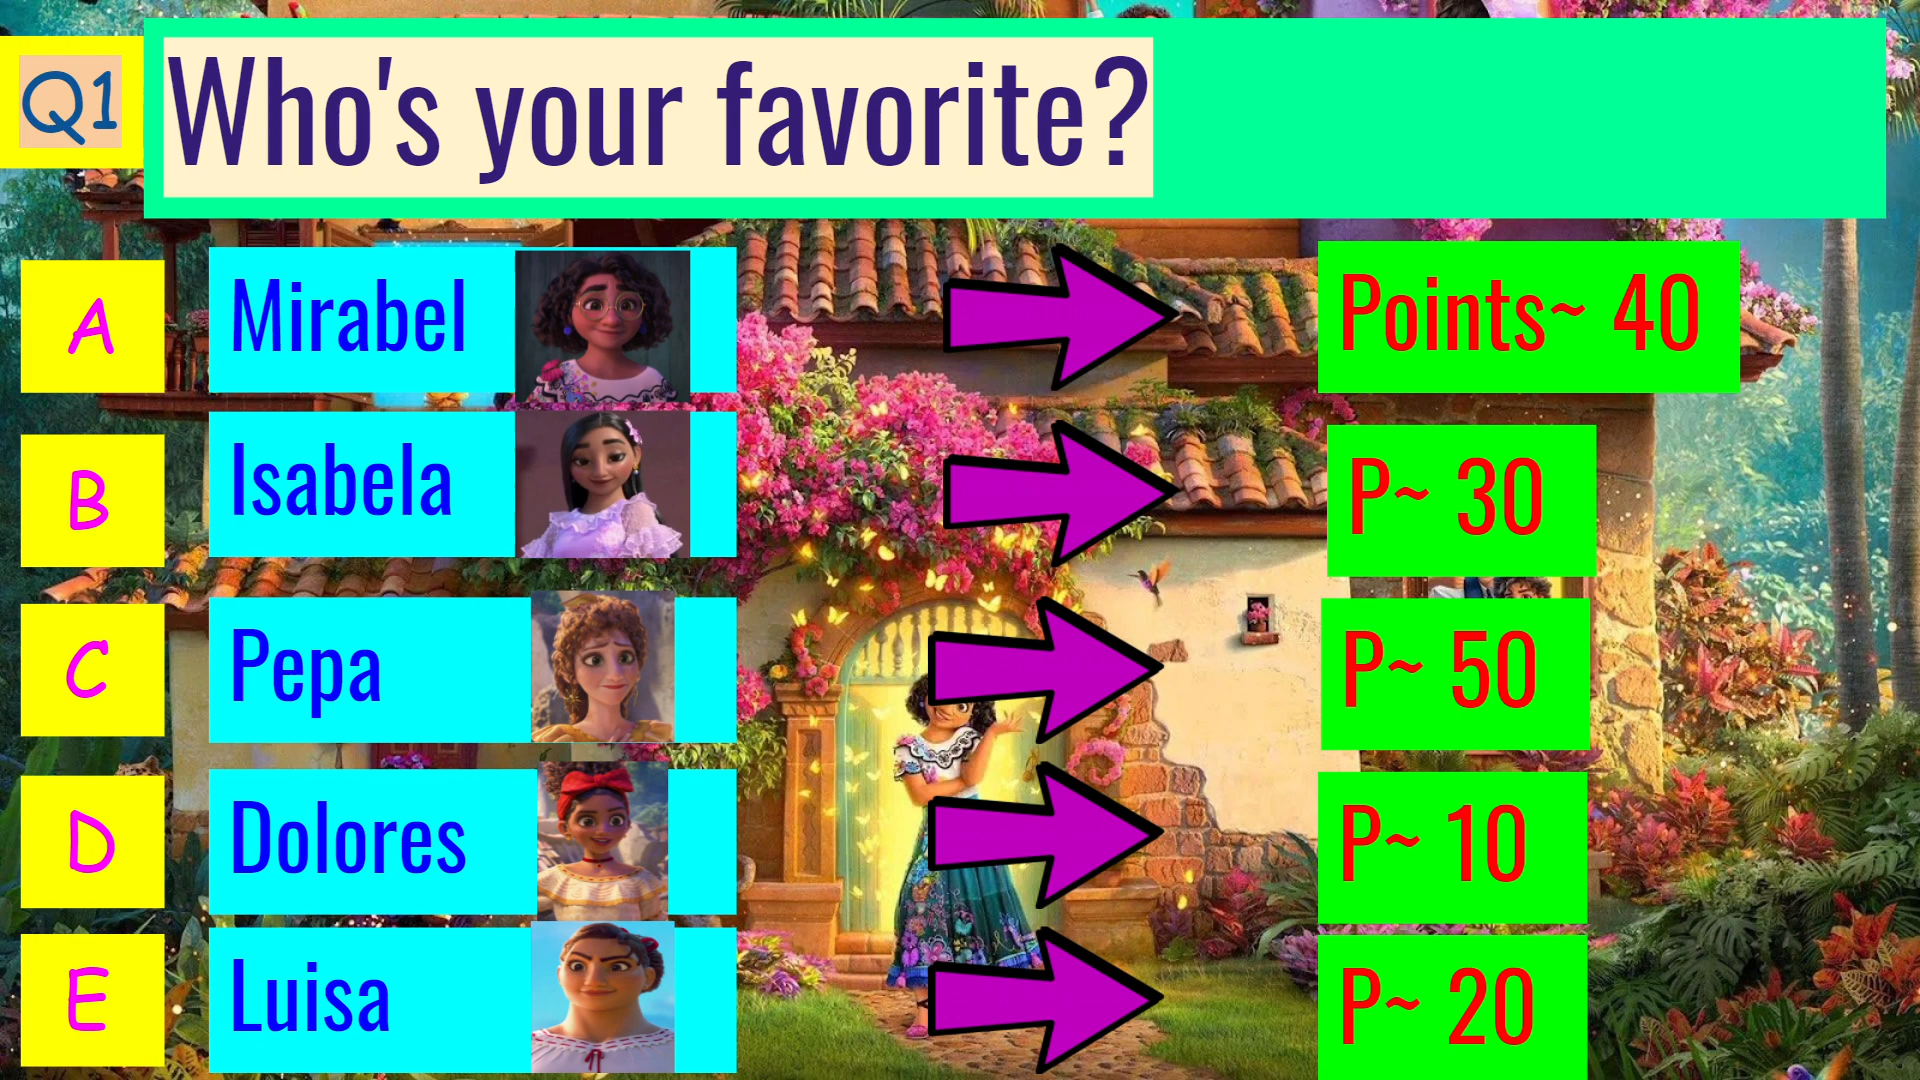 Q1 Who's your favorite?
A Mirabel Points~ 40
B Isabela P~ 30
C Pepa P~ 50
D Dolores P~ 10
E Luisa P~ 20